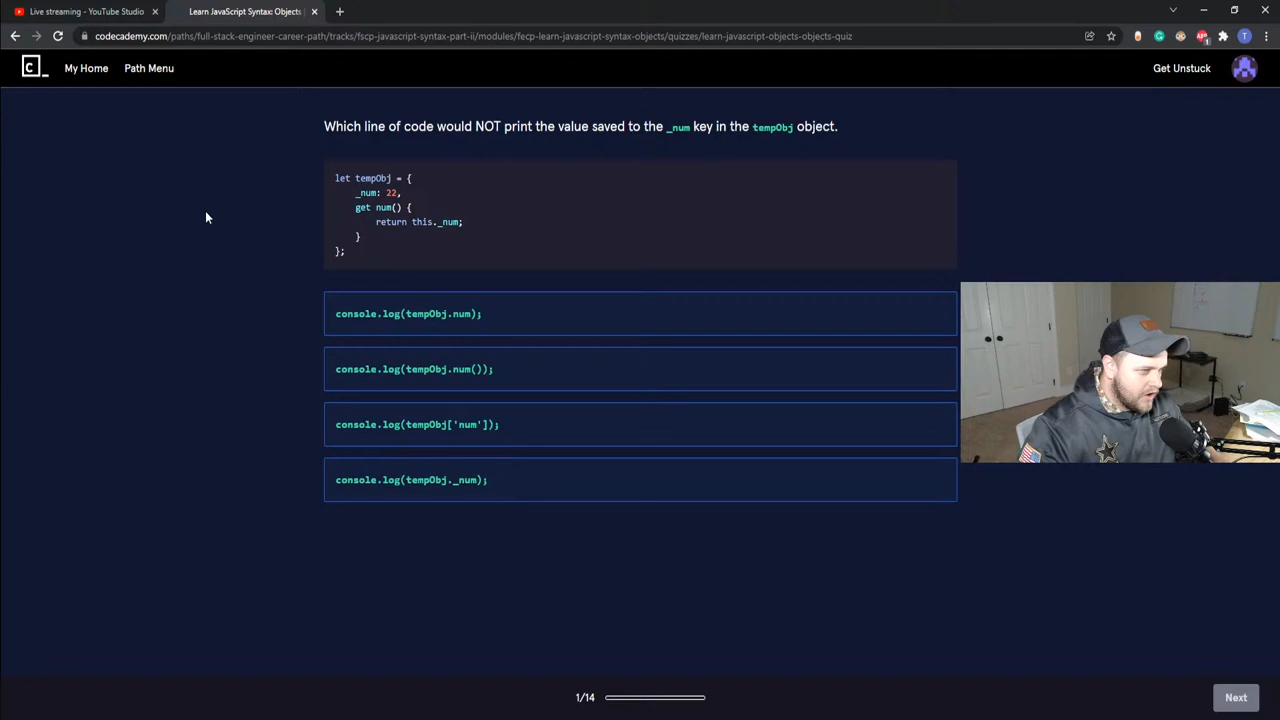 Live streaming - YouTube Studio
Learn JavaScript Syntax: Objects
codecademy.com/paths/full-stack-engineer-career-path/tracks/fscp-javascript-syntax-part-ii/modules/fecp-learn-javascript-syntax-objects/quizzes/learn-javascript-objects-objects-quiz
ABP
1
T
C_
My Home
Path Menu
Get Unstuck
Which line of code would NOT print the value saved to the _num key in the tempObj object.
let tempObj = {
_num: 22,
get num() {
return this._num;
}
};
console.log(tempObj.num);
console.log(tempObj.num());
console.log(tempObj['num']);
console.log(tempObj._num);
1/14
Next